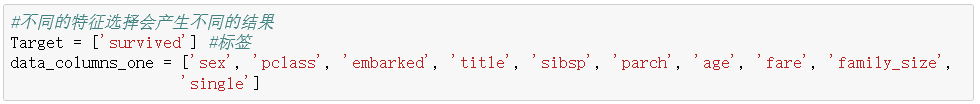 #不同的特征选择会产生不同的结果
Target = ['survived'] #标签
data_columns_one = ['sex', 'pclass', 'embarked', 'title', 'sibsp', 'parch', 'age', 'fare', 'family_size',
'single']